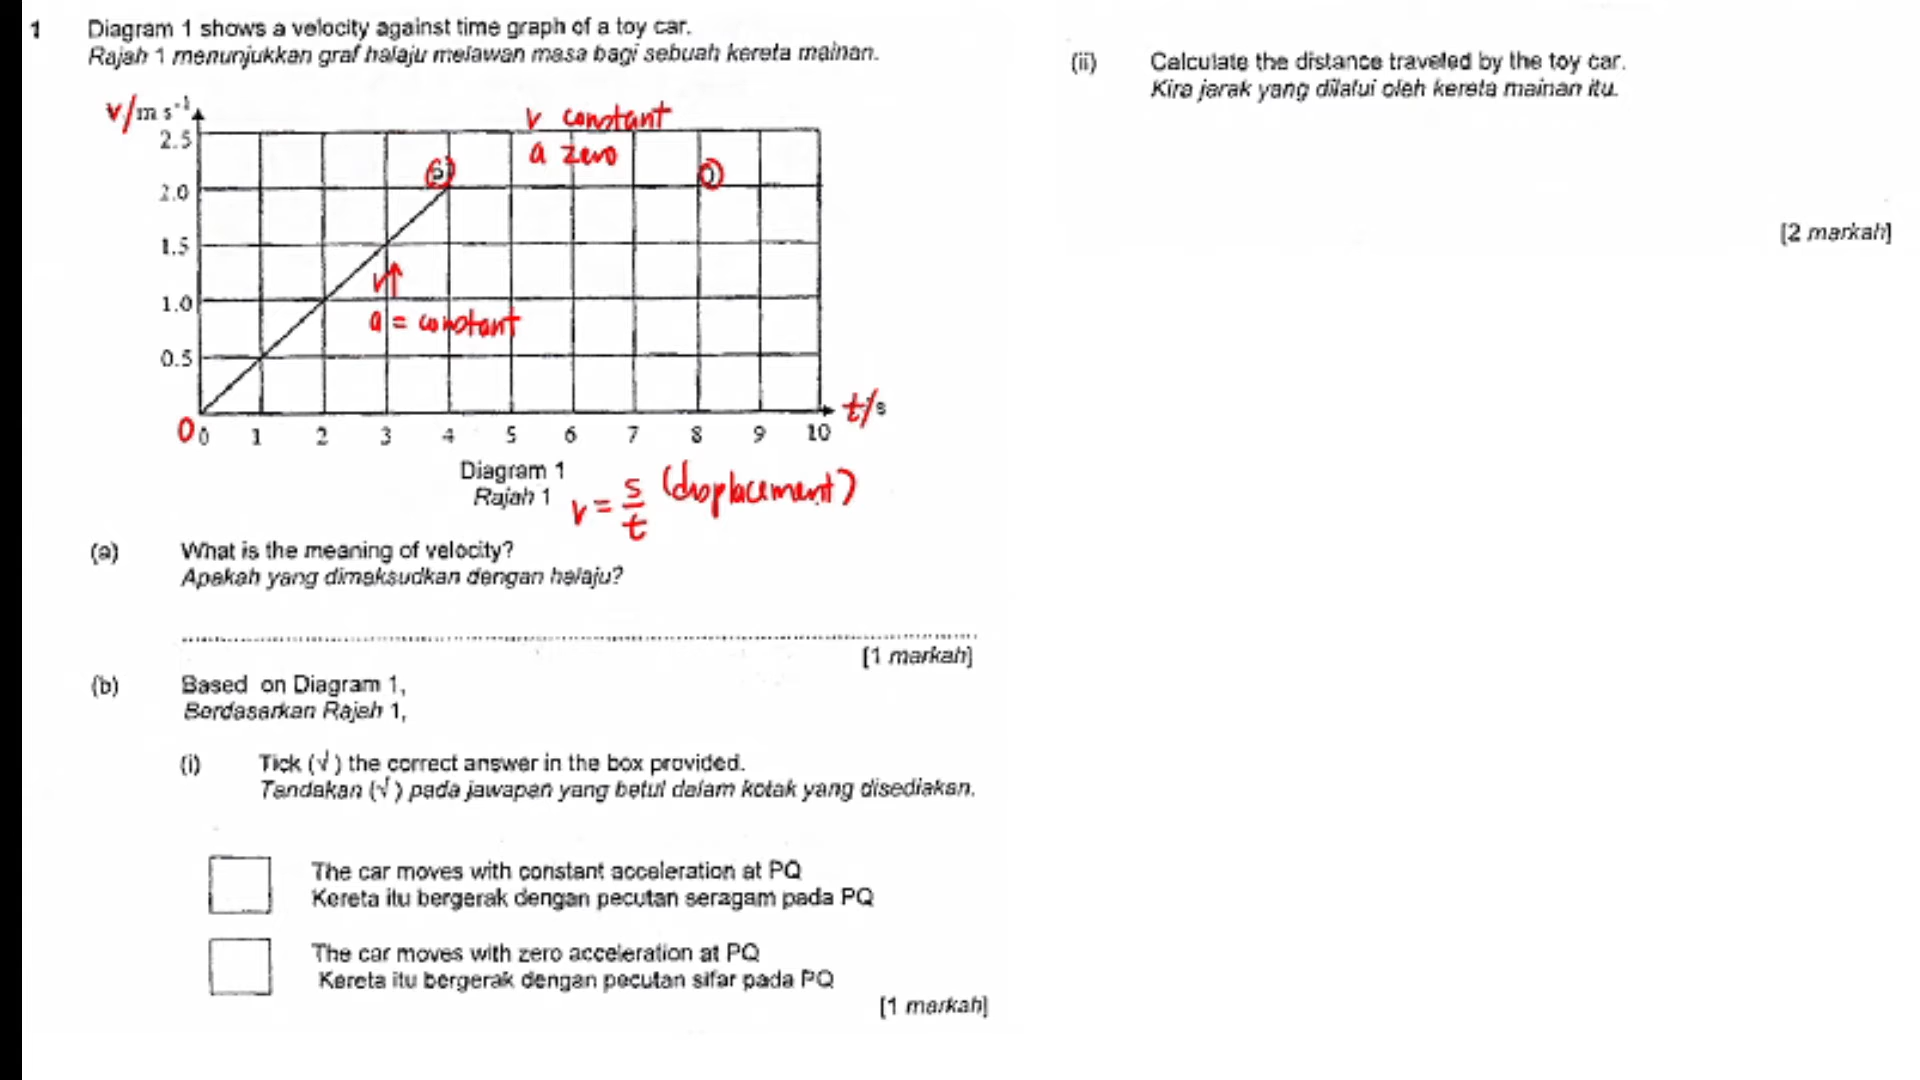 1 Diagram 1 shows a velocity against time graph of a toy car.
Rajah 1 menunjukkan graf halaju melawan masa bagi sebuah kereta mainan.
v/m s⁻¹
2.5
2.0
1.5
1.0
0.5
v constant
a zero
v↑
a = constant
t/s
0 0 1 2 3 4 5 6 7 8 9 10
Diagram 1
Rajah 1
v = s/t (displacement)
(a) What is the meaning of velocity?
Apakah yang dimaksudkan dengan halaju?
[1 markah]
(b) Based on Diagram 1,
Berdasarkan Rajah 1,
(i) Tick (√) the correct answer in the box provided.
Tandakan (√) pada jawapan yang betul dalam kotak yang disediakan.
The car moves with constant acceleration at PQ
Kereta itu bergerak dengan pecutan seragam pada PQ
The car moves with zero acceleration at PQ
Kereta itu bergerak dengan pecutan sifar pada PQ
[1 markah]
(ii) Calculate the distance traveled by the toy car.
Kira jarak yang dilalui oleh kereta mainan itu.
[2 markah]